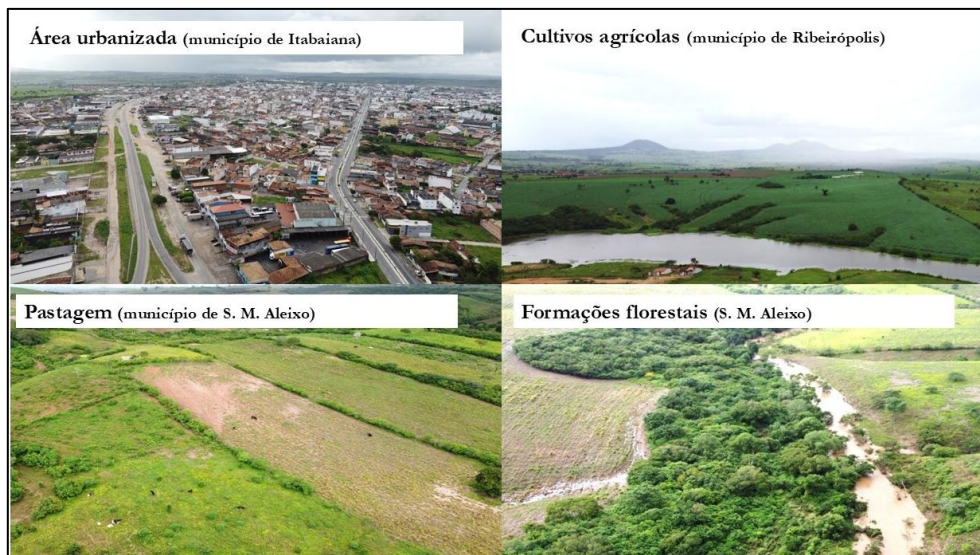 Área urbanizada (município de Itabaiana)
Cultivos agrícolas (município de Ribeirópolis)
Pastagem (município de S. M. Aleixo)
Formações florestais (S. M. Aleixo)